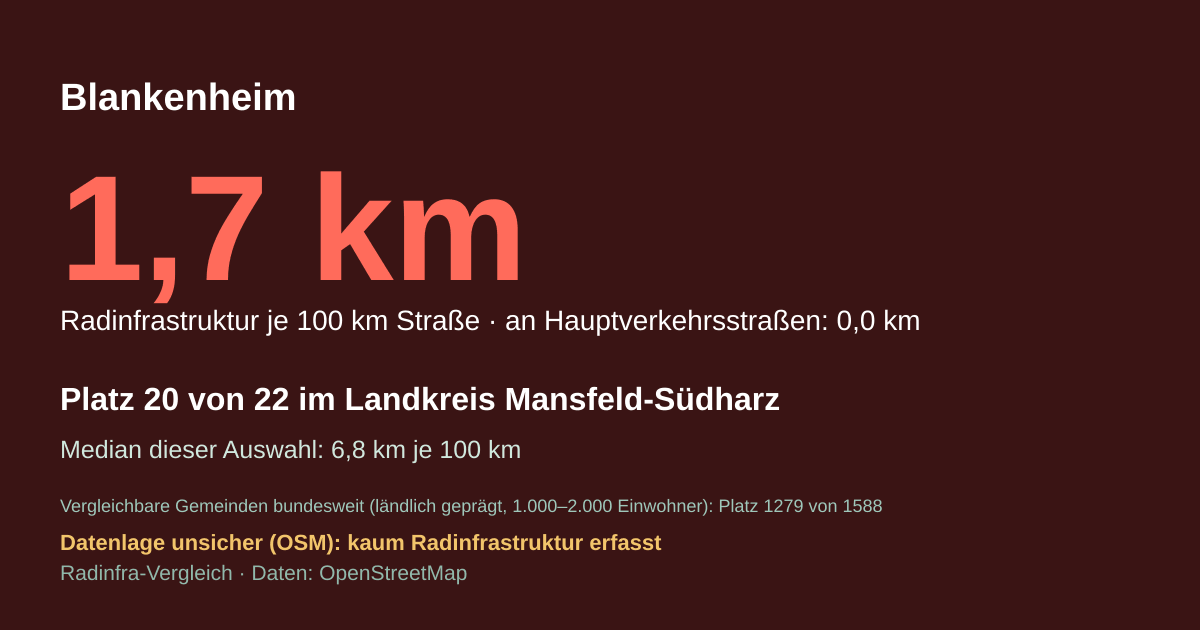 Blankenheim
1,7 km
Radinfrastruktur je 100 km Straße · an Hauptverkehrsstraßen: 0,0 km
Platz 20 von 22 im Landkreis Mansfeld-Südharz
Median dieser Auswahl: 6,8 km je 100 km
Vergleichbare Gemeinden bundesweit (ländlich geprägt, 1.000–2.000 Einwohner): Platz 1279 von 1588
Datenlage unsicher (OSM): kaum Radinfrastruktur erfasst
Radinfra-Vergleich · Daten: OpenStreetMap